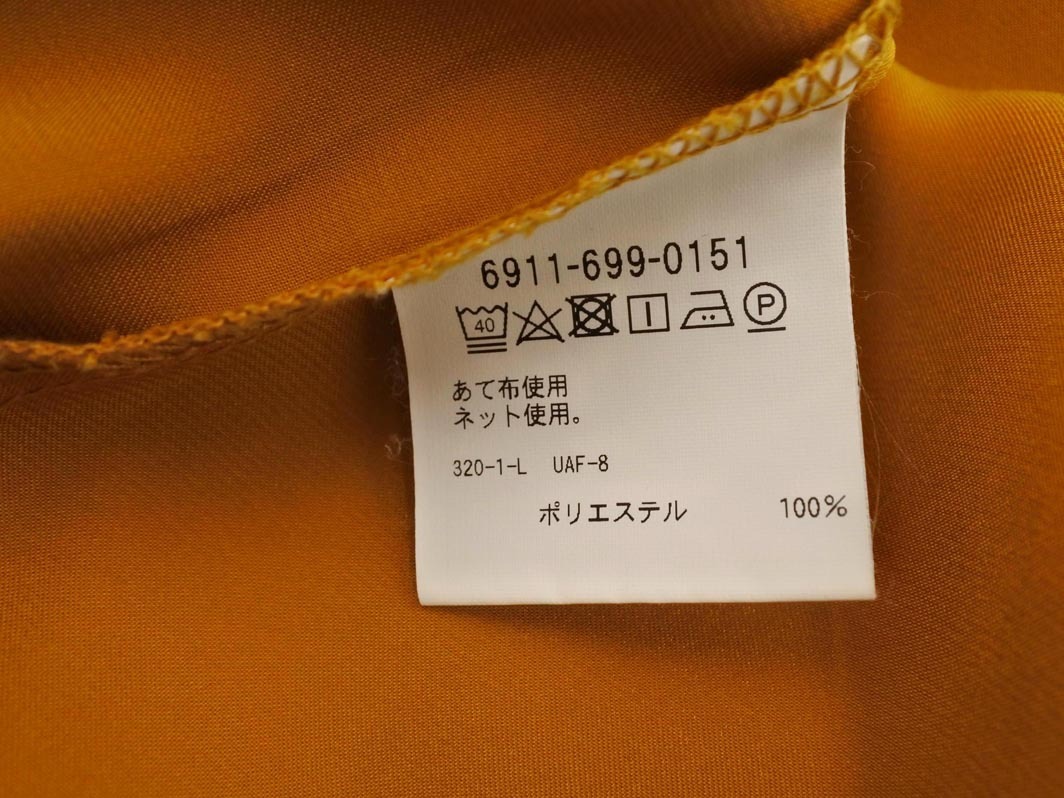 6911-699-0151
40 P
あて布使用
ネット使用。
320-1-L UAF-8
ポリエステル 100%